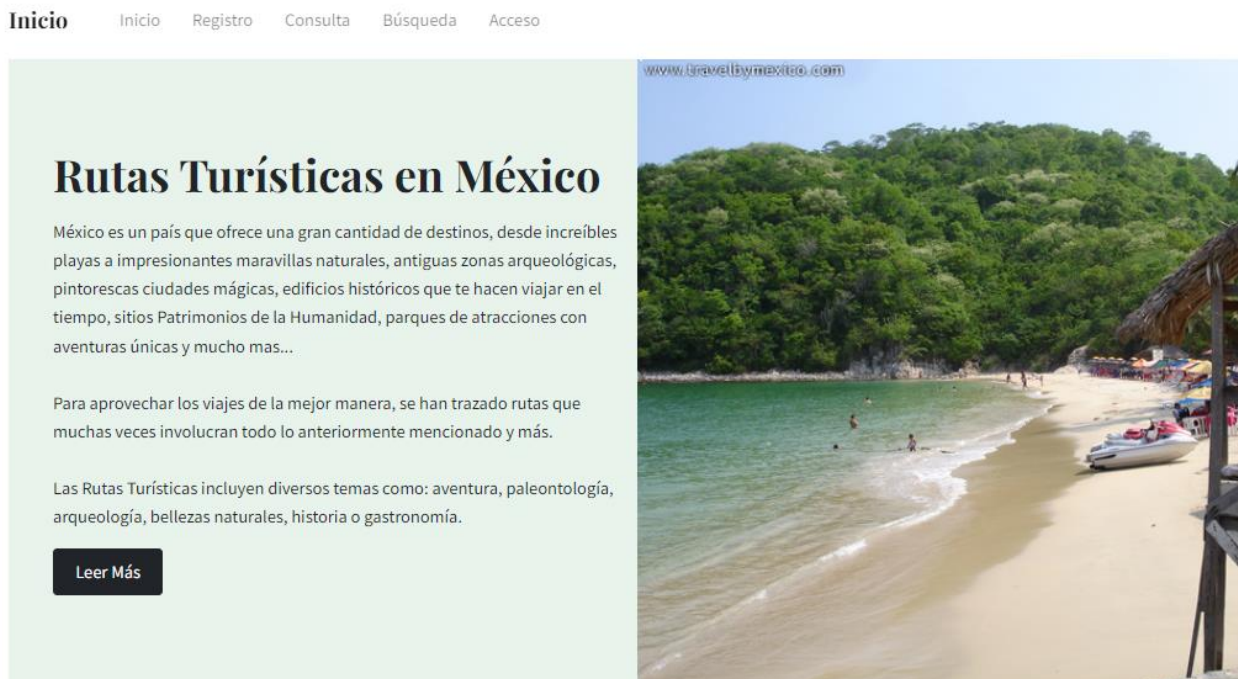 Inicio Inicio Registro Consulta Búsqueda Acceso
www.travelbymexico.com
Rutas Turísticas en México
México es un país que ofrece una gran cantidad de destinos, desde increíbles
playas a impresionantes maravillas naturales, antiguas zonas arqueológicas,
pintorescas ciudades mágicas, edificios históricos que te hacen viajar en el
tiempo, sitios Patrimonios de la Humanidad, parques de atracciones con
aventuras únicas y mucho mas...
Para aprovechar los viajes de la mejor manera, se han trazado rutas que
muchas veces involucran todo lo anteriormente mencionado y más.
Las Rutas Turísticas incluyen diversos temas como: aventura, paleontología,
arqueología, bellezas naturales, historia o gastronomía.
Leer Más